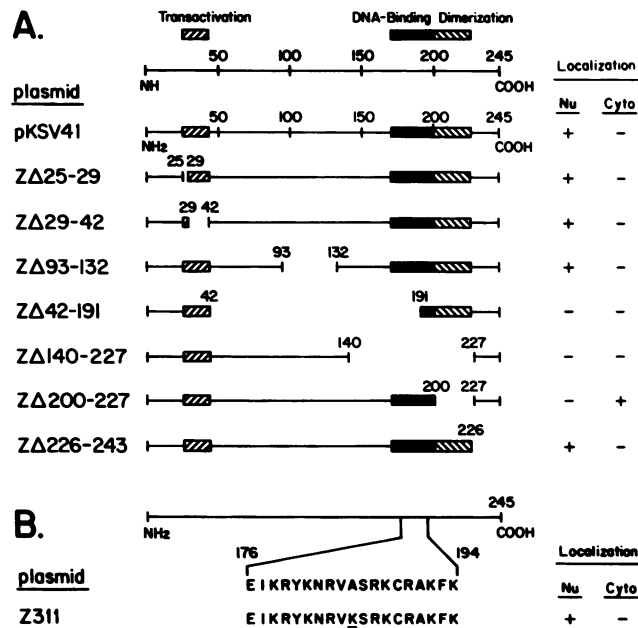 A.
Transactivation DNA-Binding Dimerization
50 100 150 200 245
NH COOH
Localization
plasmid Nu Cyto
pKSV41 50 100 150 200 245 + -
NH2 COOH
ZΔ25-29 25 29 + -
ZΔ29-42 29 42 + -
ZΔ93-132 93 132 + -
ZΔ42-191 42 191 - -
ZΔ140-227 140 227 - -
ZΔ200-227 200 227 - +
ZΔ226-243 226 + -
B.
245
NH2 COOH
176 194
Localization
plasmid EIKRYKNRVASRKCRAKFK Nu Cyto
Z311 EIKRYKNRVKSRKCRAKFK + -